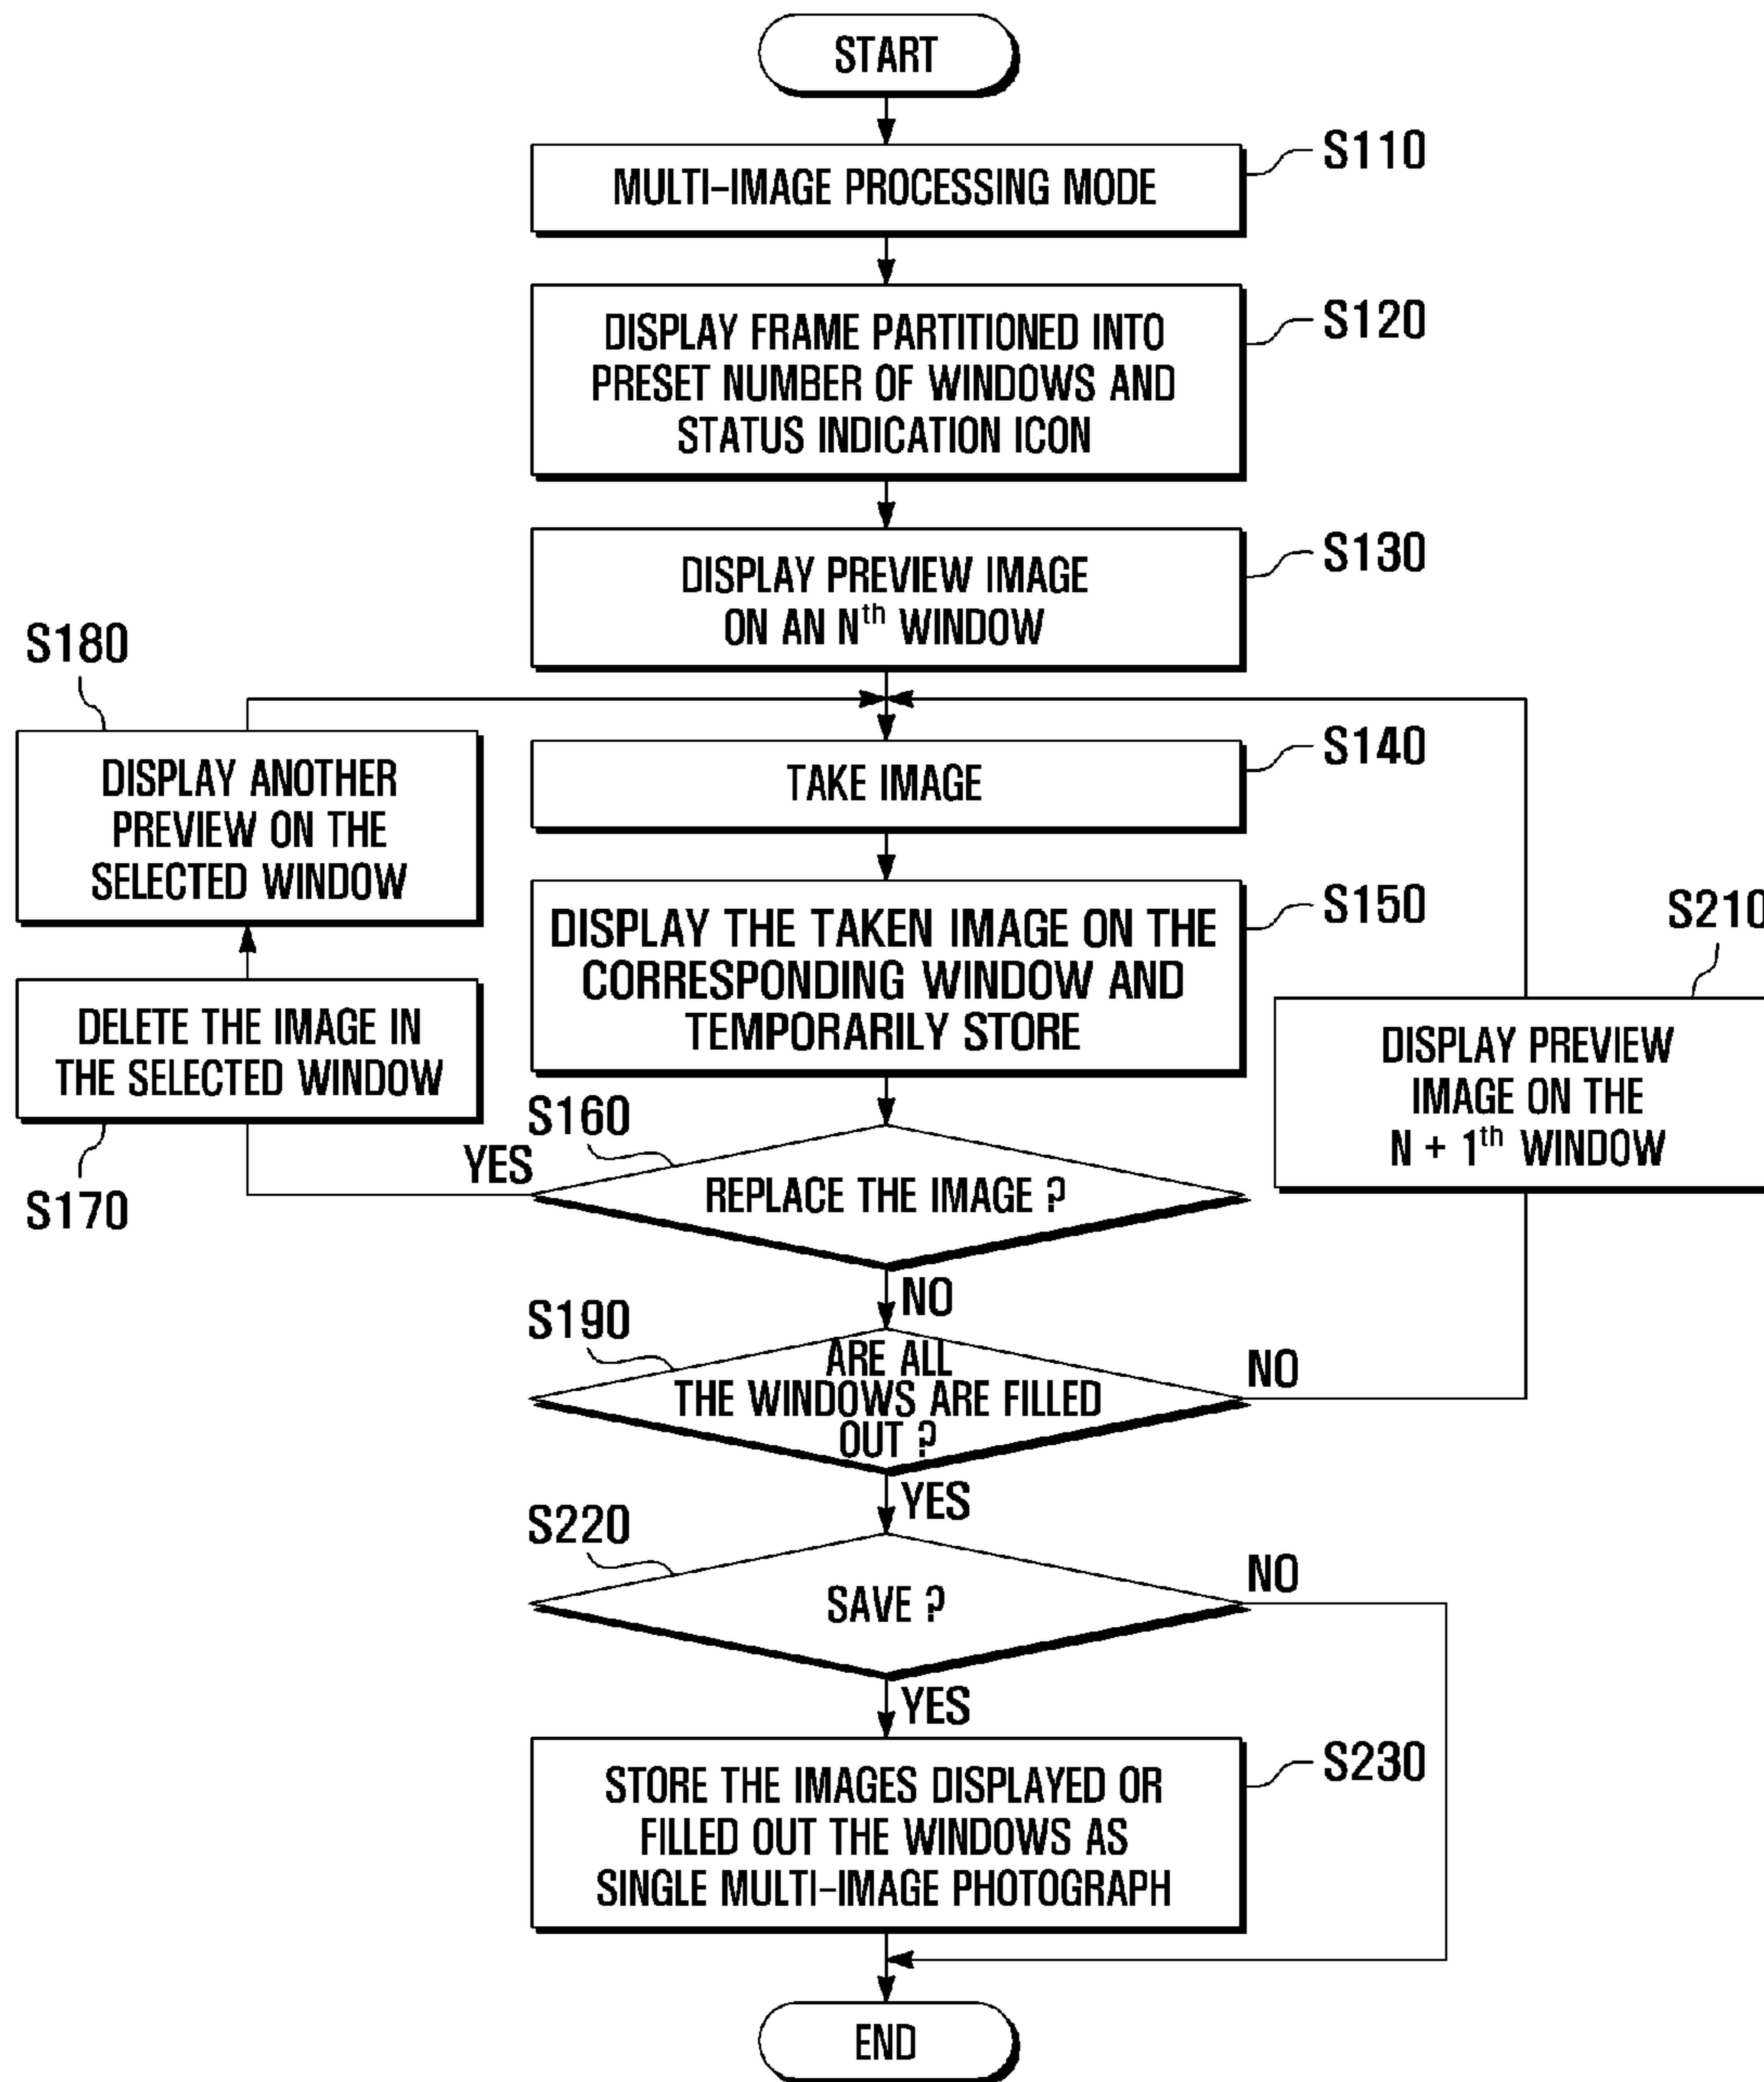 START
S110
MULTI-IMAGE PROCESSING MODE
S120
DISPLAY FRAME PARTITIONED INTO
PRESET NUMBER OF WINDOWS AND
STATUS INDICATION ICON
S130
DISPLAY PREVIEW IMAGE
ON AN Nth WINDOW
S180
DISPLAY ANOTHER
PREVIEW ON THE
SELECTED WINDOW
S140
TAKE IMAGE
S150
DISPLAY THE TAKEN IMAGE ON THE
CORRESPONDING WINDOW AND
TEMPORARILY STORE
S210
DISPLAY PREVIEW
IMAGE ON THE
N + 1th WINDOW
DELETE THE IMAGE IN
THE SELECTED WINDOW
S170
S160
YES
REPLACE THE IMAGE ?
NO
S190
ARE ALL
THE WINDOWS ARE FILLED
OUT ?
NO
YES
S220
SAVE ?
NO
YES
S230
STORE THE IMAGES DISPLAYED OR
FILLED OUT THE WINDOWS AS
SINGLE MULTI-IMAGE PHOTOGRAPH
END